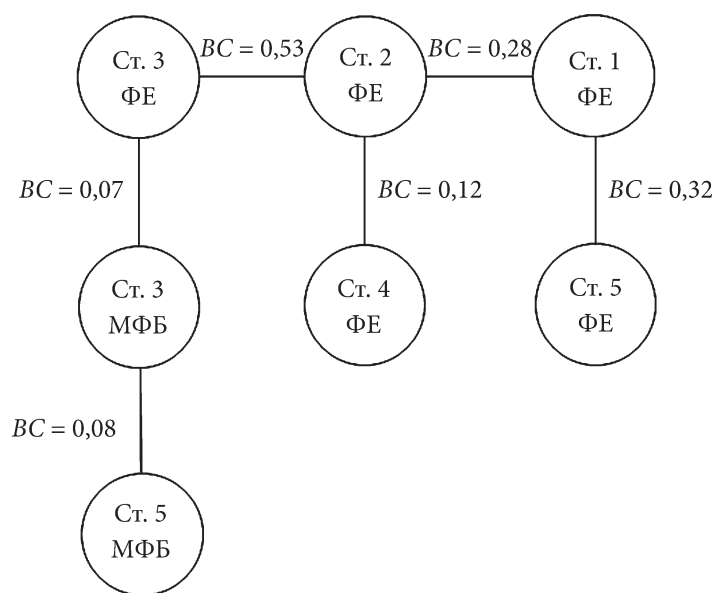 Ст. 3
ФЕ
BC = 0,53
Ст. 2
ФЕ
BC = 0,28
Ст. 1
ФЕ
BC = 0,07
BC = 0,12
BC = 0,32
Ст. 3
МФБ
Ст. 4
ФЕ
Ст. 5
ФЕ
BC = 0,08
Ст. 5
МФБ